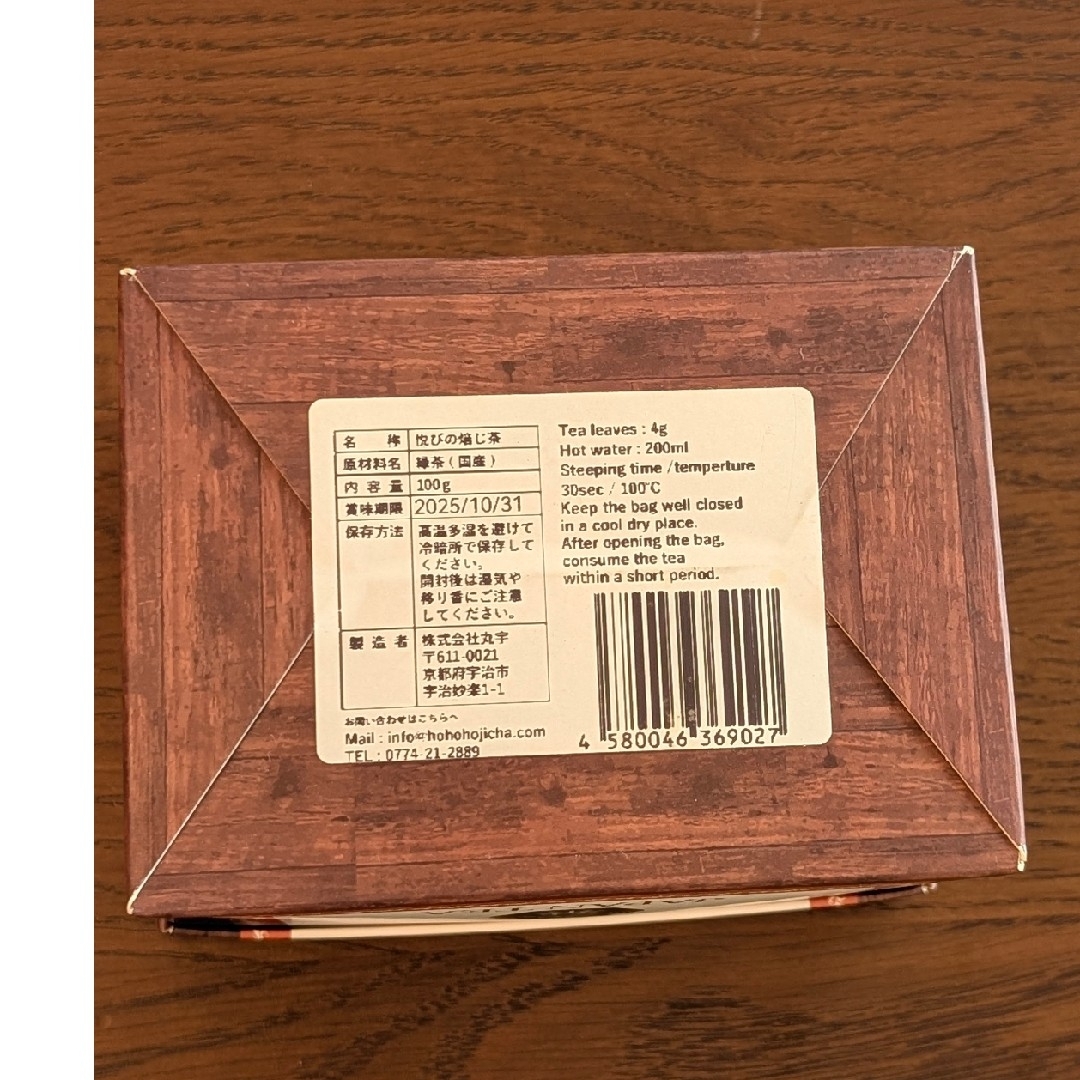 名 称 悦びの焙じ茶
原材料名 緑茶(国産)
内 容 量 100g
賞味期限 2025/10/31
保存方法 高温多湿を避けて
冷暗所で保存して
ください。
開封後は湿気や
移り香にご注意
してください。
製 造 者 株式会社丸宇
〒611-0021
京都府宇治市
宇治妙楽1-1
お問い合わせはこちらへ
Mail : info@hohohojicha.com
TEL : 0774-21-2889
Tea leaves : 4g
Hot water : 200ml
Steeping time /temperture
30sec / 100℃
Keep the bag well closed
in a cool dry place.
After opening the bag,
consume the tea
within a short period.
4 580046 369027